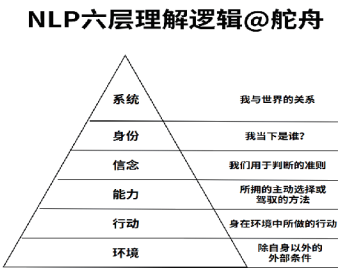 NLP六层理解逻辑@舵舟
系统 我与世界的关系
身份 我当下是谁?
信念 我们用于判断的准则
能力 所拥的主动选择或
驾驭的方法
行动 身在环境中所做的行动
环境 除自身以外的
外部条件